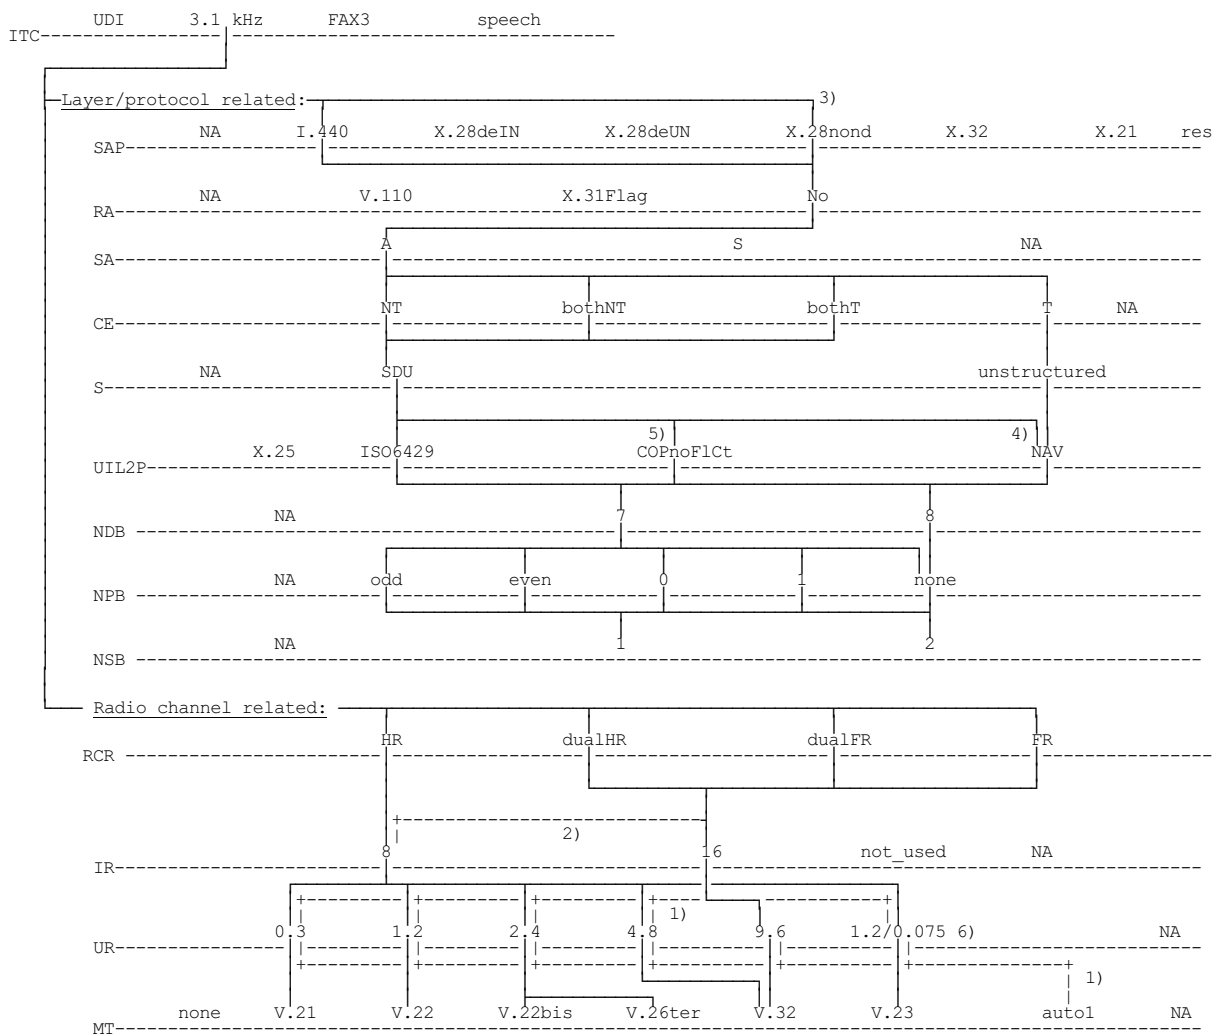 UDI 3.1 kHz FAX3 speech
ITC
Layer/protocol related: 3)
NA I.440 X.28deIN X.28deUN X.28nond X.32 X.21 res
SAP
NA V.110 X.31Flag No
RA
A S NA
SA
NT bothNT bothT T NA
CE
NA SDU unstructured
S
5) 4)
X.25 ISO6429 COPnoFlCt NAV
UIL2P
NA 7 8
NDB
NA odd even 0 1 none
NPB
NA 1 2
NSB
Radio channel related:
HR dualHR dualFR FR
RCR
2)
8 16 not_used NA
IR
1)
0.3 1.2 2.4 4.8 9.6 1.2/0.075 6) NA
UR
1)
none V.21 V.22 V.22bis V.26ter V.32 V.23 auto1 NA
MT